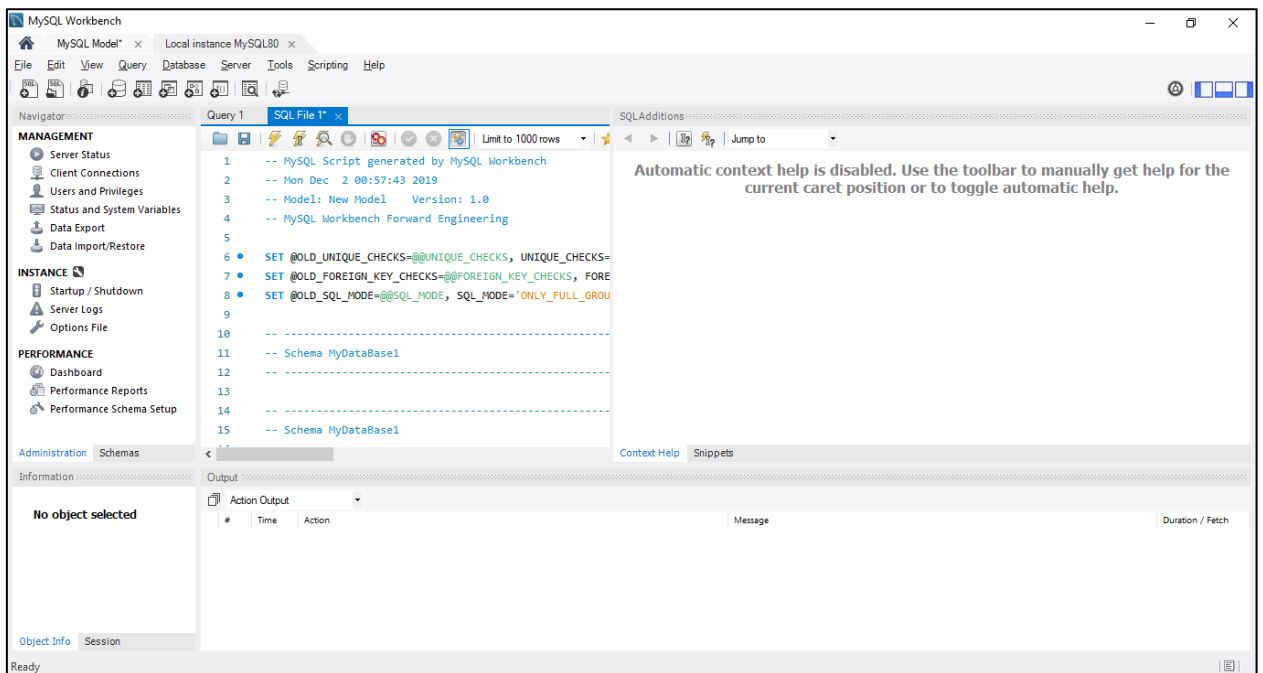 MySQL Workbench
MySQL Model* × Local instance MySQL80 ×
File Edit View Query Database Server Tools Scripting Help
Navigator
MANAGEMENT
Server Status
Client Connections
Users and Privileges
Status and System Variables
Data Export
Data Import/Restore
INSTANCE
Startup / Shutdown
Server Logs
Options File
PERFORMANCE
Dashboard
Performance Reports
Performance Schema Setup
Administration Schemas
Query 1 SQL File 1* ×
Limit to 1000 rows
1 -- MySQL Script generated by MySQL Workbench
2 -- Mon Dec  2 00:57:43 2019
3 -- Model: New Model    Version: 1.0
4 -- MySQL Workbench Forward Engineering
5
6 SET @OLD_UNIQUE_CHECKS=@@UNIQUE_CHECKS, UNIQUE_CHECKS=
7 SET @OLD_FOREIGN_KEY_CHECKS=@@FOREIGN_KEY_CHECKS, FORE
8 SET @OLD_SQL_MODE=@@SQL_MODE, SQL_MODE='ONLY_FULL_GROU
9
10 -- -----------------------------------------------------
11 -- Schema MyDataBase1
12 -- -----------------------------------------------------
13
14 -- -----------------------------------------------------
15 -- Schema MyDataBase1
SQLAdditions
Jump to
Automatic context help is disabled. Use the toolbar to manually get help for the
current caret position or to toggle automatic help.
Context Help Snippets
Information
No object selected
Object Info Session
Output
Action Output
# Time Action Message Duration / Fetch
Ready